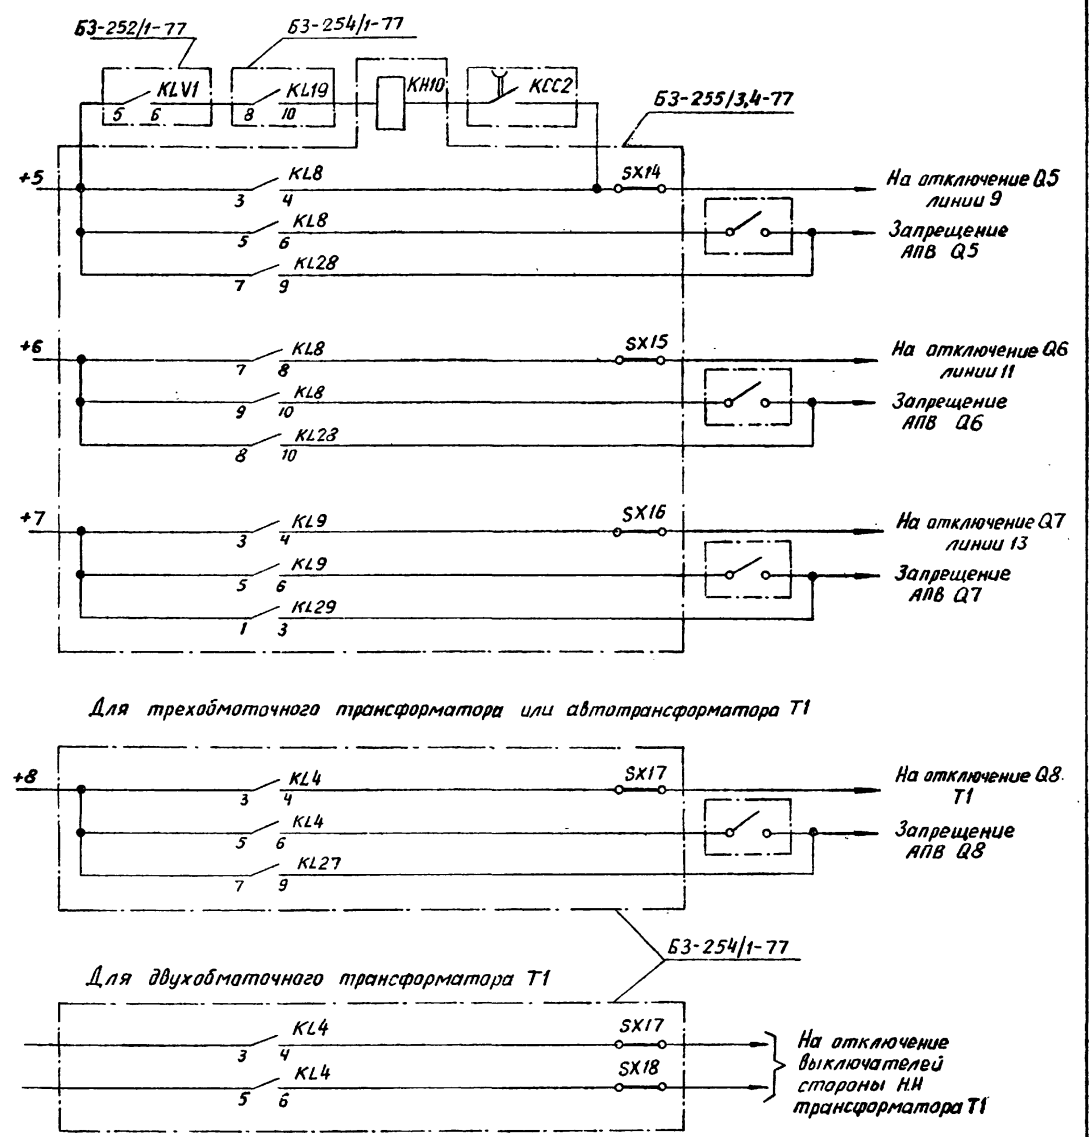 БЗ-252/1-77
БЗ-254/1-77
KLV1
5 6
KL19
8 10
KH10
KCC2
БЗ-255/3,4-77
+5
KL8
3 4
SX14
На отключение Q5
линии 9
KL8
5 6
Запрещение
АПВ Q5
KL28
7 9
+6
KL8
7 8
SX15
На отключение Q6
линии 11
KL8
9 10
Запрещение
АПВ Q6
KL28
8 10
+7
KL9
3 4
SX16
На отключение Q7
линии 13
KL9
5 6
Запрещение
АПВ Q7
KL29
1 3
Для трехобмоточного трансформатора или автотрансформатора T1
+8
KL4
3 4
SX17
На отключение Q8
T1
KL4
5 6
Запрещение
АПВ Q8
KL27
7 9
БЗ-254/1-77
Для двухобмоточного трансформатора T1
KL4
3 4
SX17
KL4
5 6
SX18
На отключение
выключателей
стороны НН
трансформатора T1